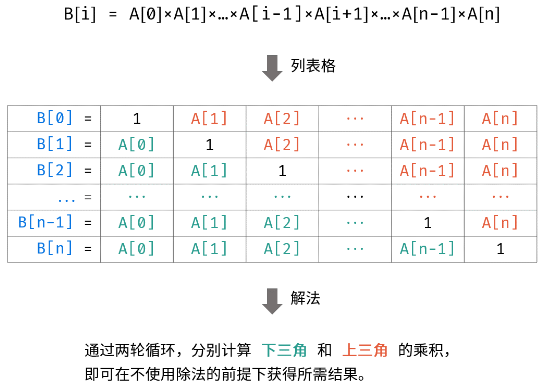 B[i] = A[0]×A[1]×…×A[i-1]×A[i+1]×…×A[n-1]×A[n]
列表格
B[0] = 1 A[1] A[2] ··· A[n-1] A[n]
B[1] = A[0] 1 A[2] ··· A[n-1] A[n]
B[2] = A[0] A[1] 1 ··· A[n-1] A[n]
... = ··· ··· ··· ··· ··· ···
B[n-1] = A[0] A[1] A[2] ··· 1 A[n]
B[n] = A[0] A[1] A[2] ··· A[n-1] 1
解法
通过两轮循环，分别计算 下三角 和 上三角 的乘积，
即可在不使用除法的前提下获得所需结果。